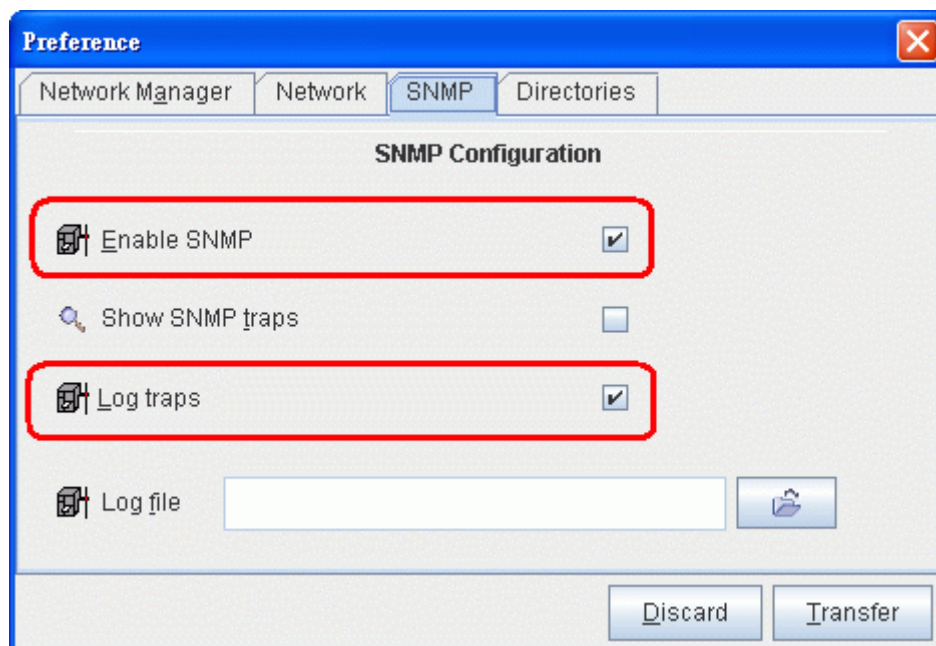 Preference
Network Manager Network SNMP Directories
SNMP Configuration
Enable SNMP
Show SNMP traps
Log traps
Log file
Discard Transfer